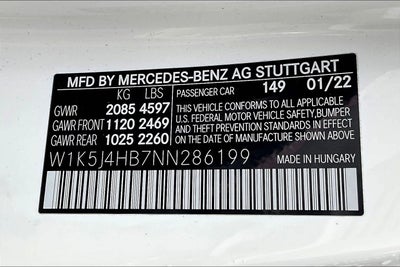 MFD BY MERCEDES-BENZ AG STUTTGART
KG LBS PASSENGER CAR 149 01/22
GVWR 2085 4597 THIS VEHICLE CONFORMS TO ALL APPLICABLE
GAWR FRONT 1120 2469 U.S. FEDERAL MOTOR VEHICLE SAFETY, BUMPER
AND THEFT PREVENTION STANDARDS IN EFFECT
GAWR REAR 1025 2260 ON THE DATE OF MANUFACTURE SHOWN ABOVE
W1K5J4HB7NN286199 MADE IN HUNGARY